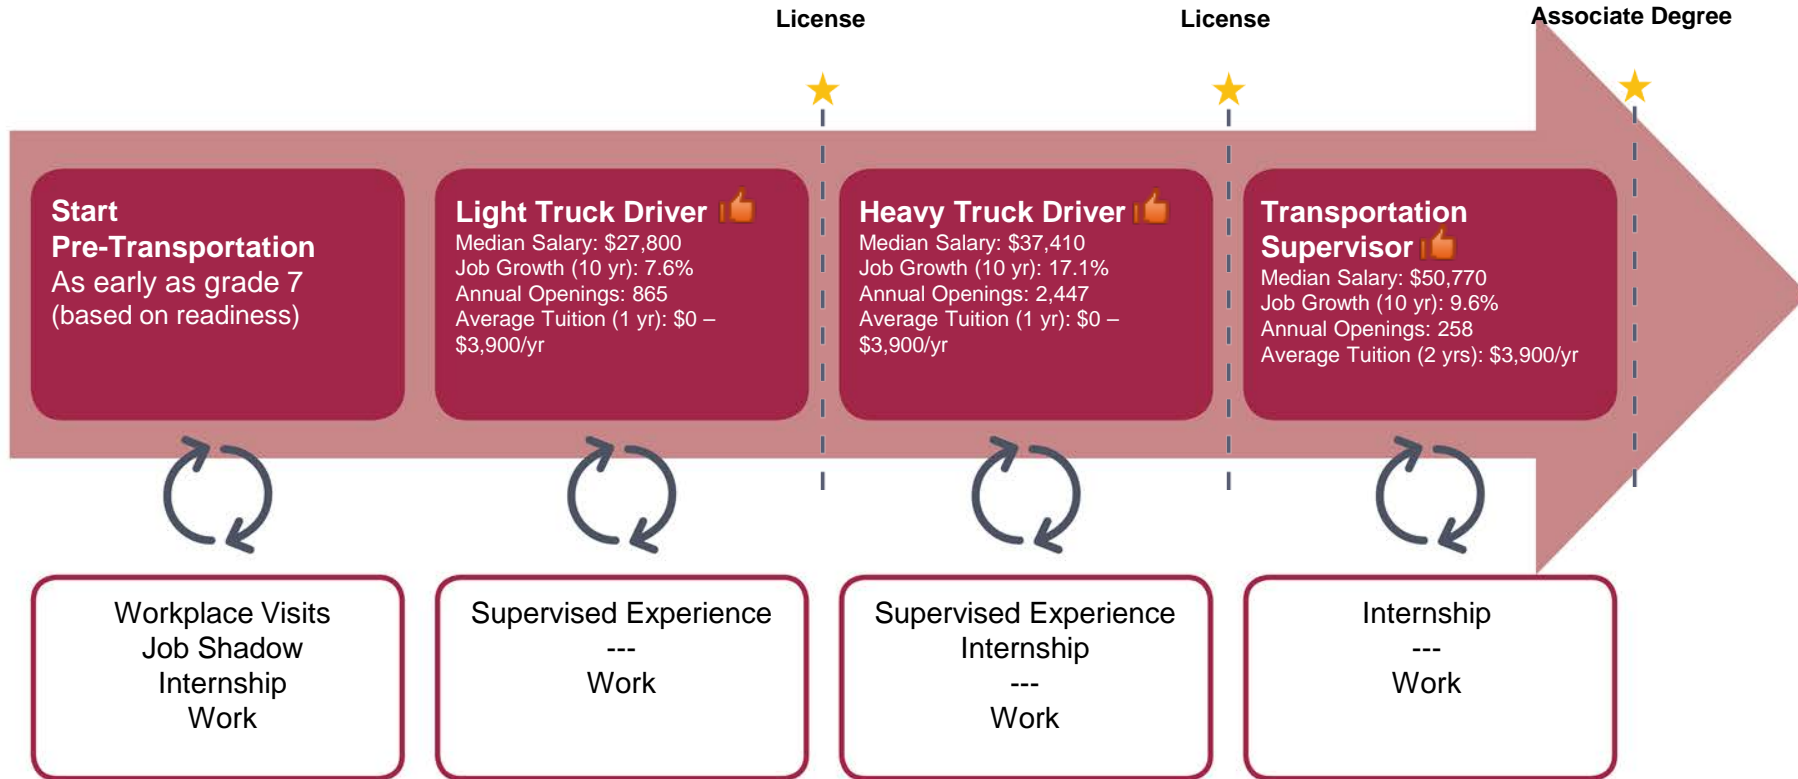 License
License
Associate Degree
Start
Pre-Transportation
As early as grade 7
(based on readiness)
Light Truck Driver
Median Salary: $27,800
Job Growth (10 yr): 7.6%
Annual Openings: 865
Average Tuition (1 yr): $0 –
$3,900/yr
Heavy Truck Driver
Median Salary: $37,410
Job Growth (10 yr): 17.1%
Annual Openings: 2,447
Average Tuition (1 yr): $0 –
$3,900/yr
Transportation
Supervisor
Median Salary: $50,770
Job Growth (10 yr): 9.6%
Annual Openings: 258
Average Tuition (2 yrs): $3,900/yr
Workplace Visits
Job Shadow
Internship
Work
Supervised Experience
---
Work
Supervised Experience
Internship
---
Work
Internship
---
Work